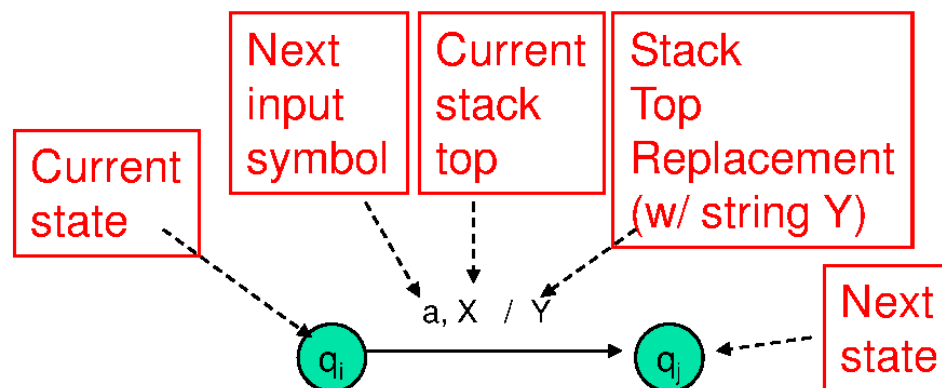 Next
input
symbol
Current
stack
top
Stack
Top
Replacement
(w/ string Y)
Current
state
a, X / Y
Next
state
qi
qj